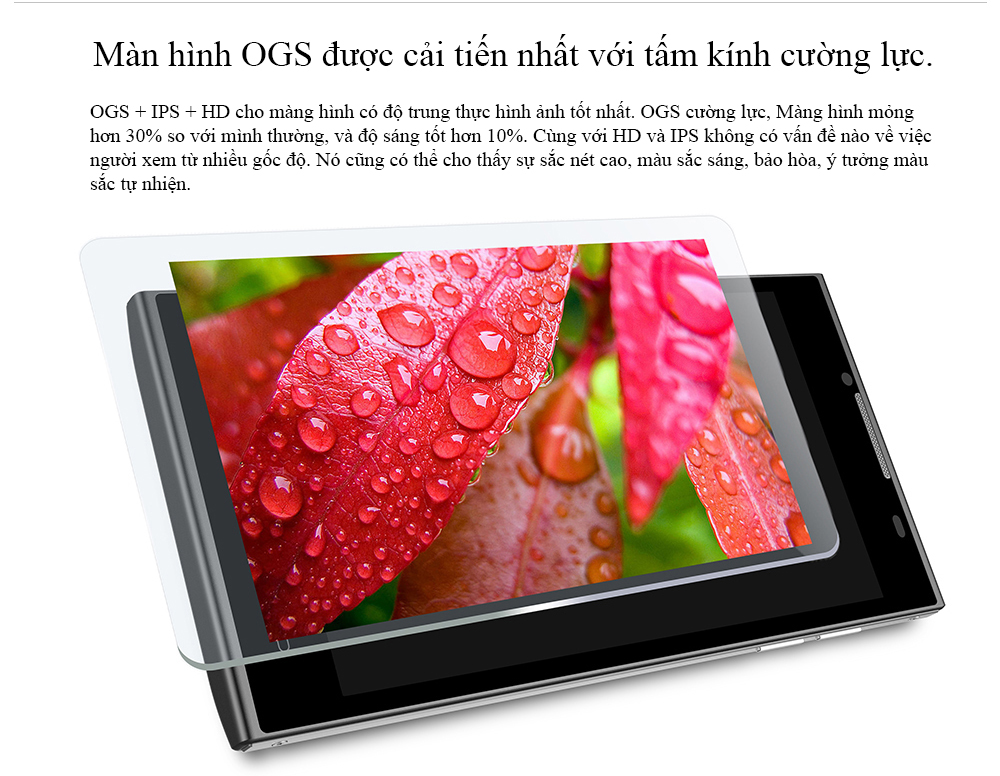 Màn hình OGS được cải tiến nhất với tấm kính cường lực.
OGS + IPS + HD cho màng hình có độ trung thực hình ảnh tốt nhất. OGS cường lực, Màng hình mỏng
hơn 30% so với mình thường, và độ sáng tốt hơn 10%. Cùng với HD và IPS không có vấn đề nào về việc
người xem từ nhiều gốc độ. Nó cũng có thể cho thấy sự sắc nét cao, màu sắc sáng, bảo hòa, ý tưởng màu
sắc tự nhiện.